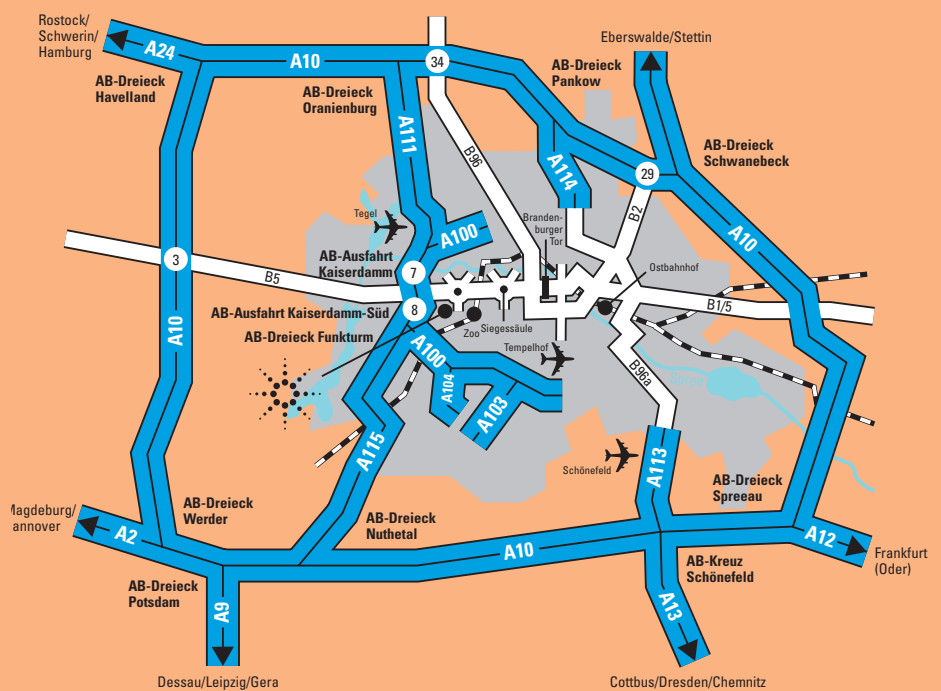 Rostock/
Schwerin/
Hamburg
A24
AB-Dreieck
Havelland
A10
34
AB-Dreieck
Oranienburg
AB-Dreieck
Pankow
Eberswalde/Stettin
A111
B96
A114
29
AB-Dreieck
Schwanebeck
B2
A10
Tegel
A100
Branden-
burger
Tor
3
B5
AB-Ausfahrt
Kaiserdamm
7
Ostbahnhof
AB-Ausfahrt Kaiserdamm-Süd
8
Zoo
Siegessäule
B1/5
AB-Dreieck Funkturm
A10
A100
Tempelhof
A104
A103
B96a
A115
Schönefeld
A113
AB-Dreieck
Spreeau
Magdeburg/
annover
A2
AB-Dreieck
Werder
AB-Dreieck
Nuthetal
A10
A12
Frankfurt
(Oder)
AB-Dreieck
Potsdam
A9
AB-Kreuz
Schönefeld
A13
Dessau/Leipzig/Gera
Cottbus/Dresden/Chemnitz